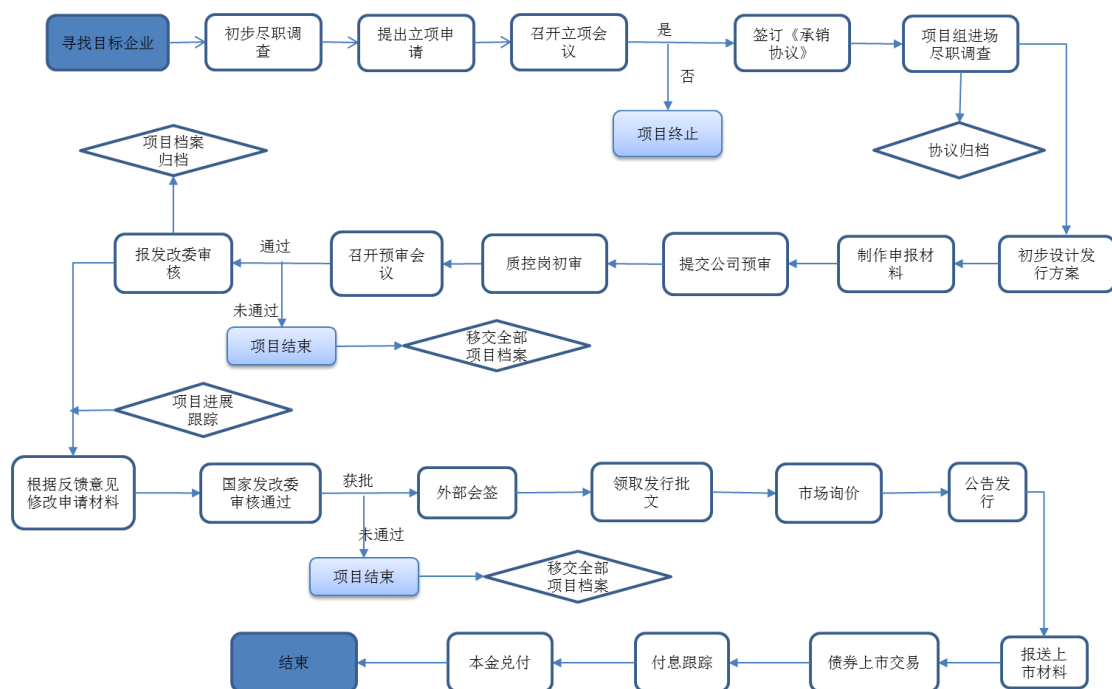 寻找目标企业
初步尽职
调查
提出立项申
请
召开立项会
议
是
否
项目终止
签订《承销
协议》
项目组进场
尽职调查
协议归档
项目档案
归档
报发改委审
核
通过
未通过
召开预审会
议
质控岗初审
提交公司预审
制作申报材
料
初步设计发
行方案
项目结束
移交全部
项目档案
项目进展
跟踪
根据反馈意见
修改申请材料
国家发改委
审核通过
获批
未通过
外部会签
领取发行批
文
市场询价
公告发
行
项目结束
移交全部
项目档案
结束
本金兑付
付息跟踪
债券上市交易
报送上
市材料